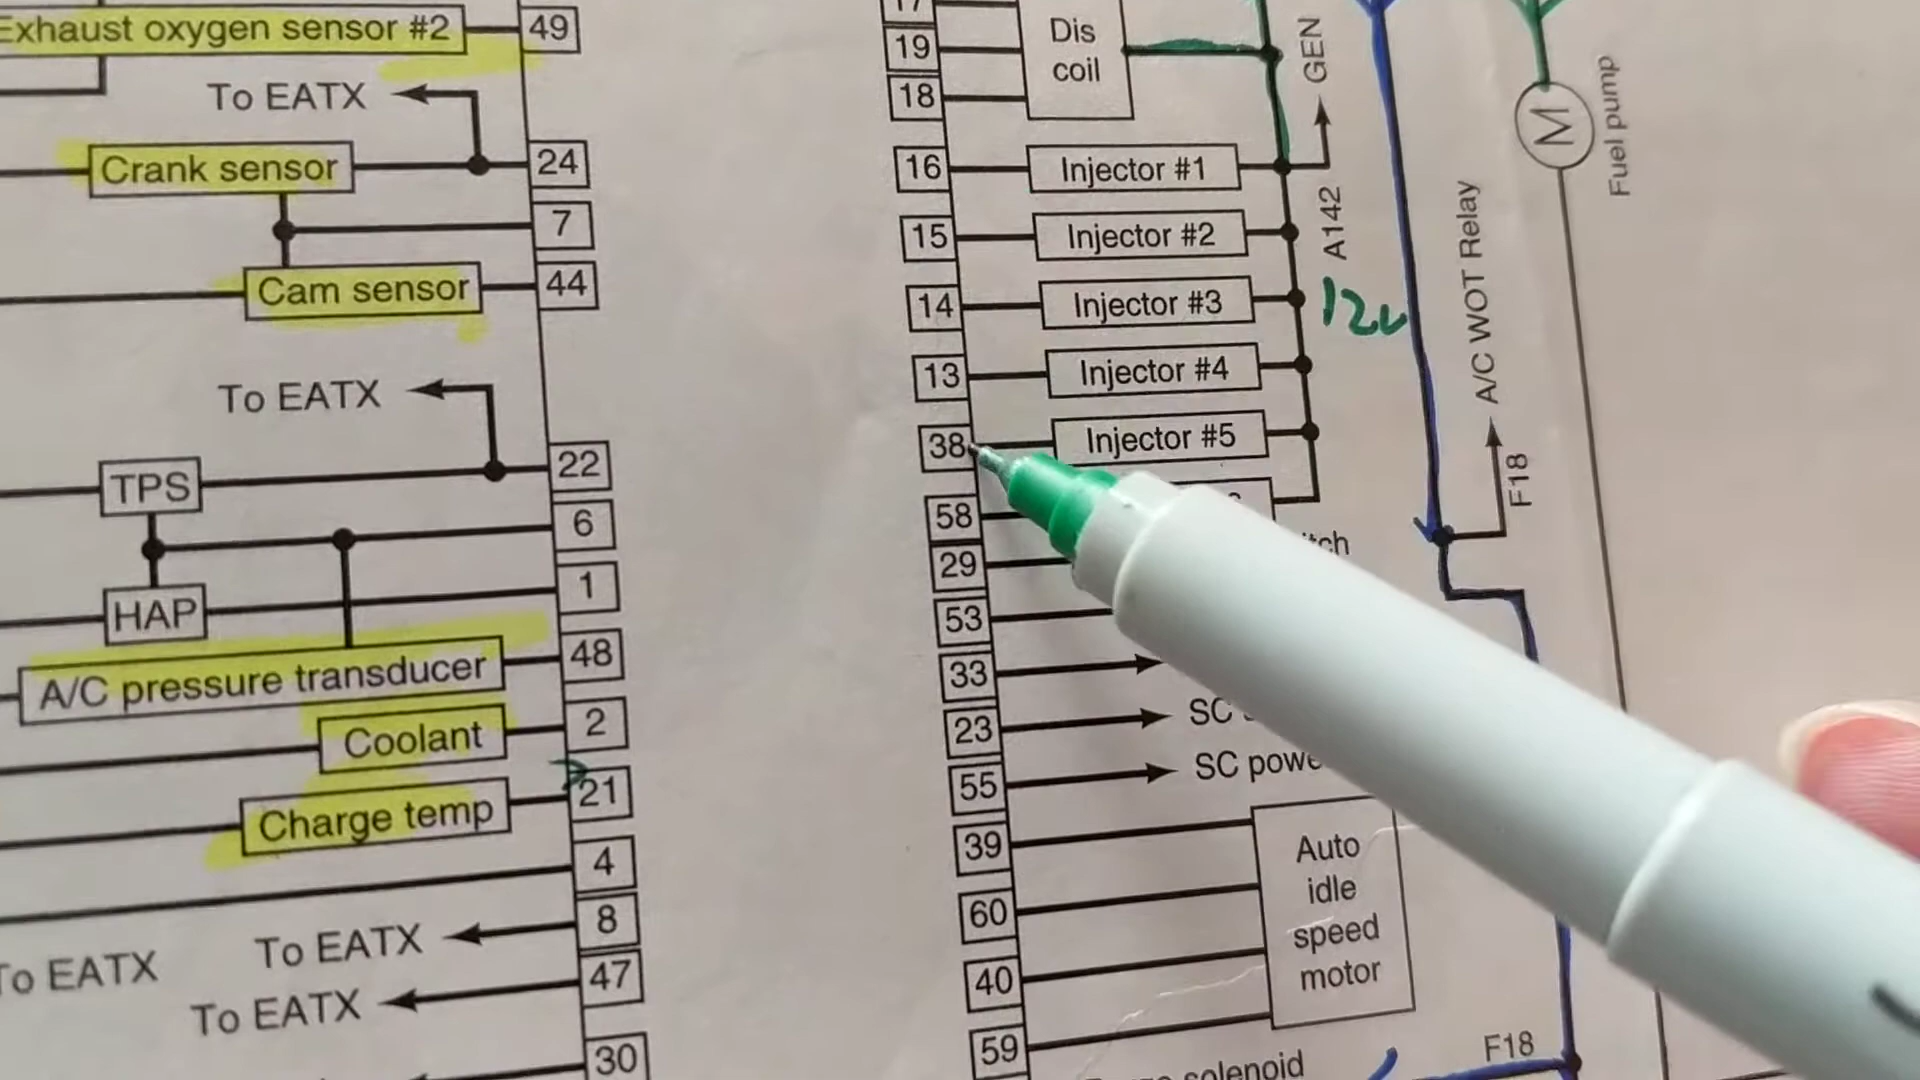 Exhaust oxygen sensor #2
49
To EATX
Crank sensor
24
7
Cam sensor
44
To EATX
TPS
22
6
HAP
1
A/C pressure transducer
48
Coolant
2
Charge temp
21
4
To EATX
8
To EATX
To EATX
47
30
17
19
18
Dis
coil
16
Injector #1
15
Injector #2
14
Injector #3
13
Injector #4
38
Injector #5
58
29
53
33
23
SC
55
SC
39
60
40
59
Auto
idle
speed
motor
solenoid
GEN
A142
12v
A/C WOT Relay
F18
M
Fuel pump
F18